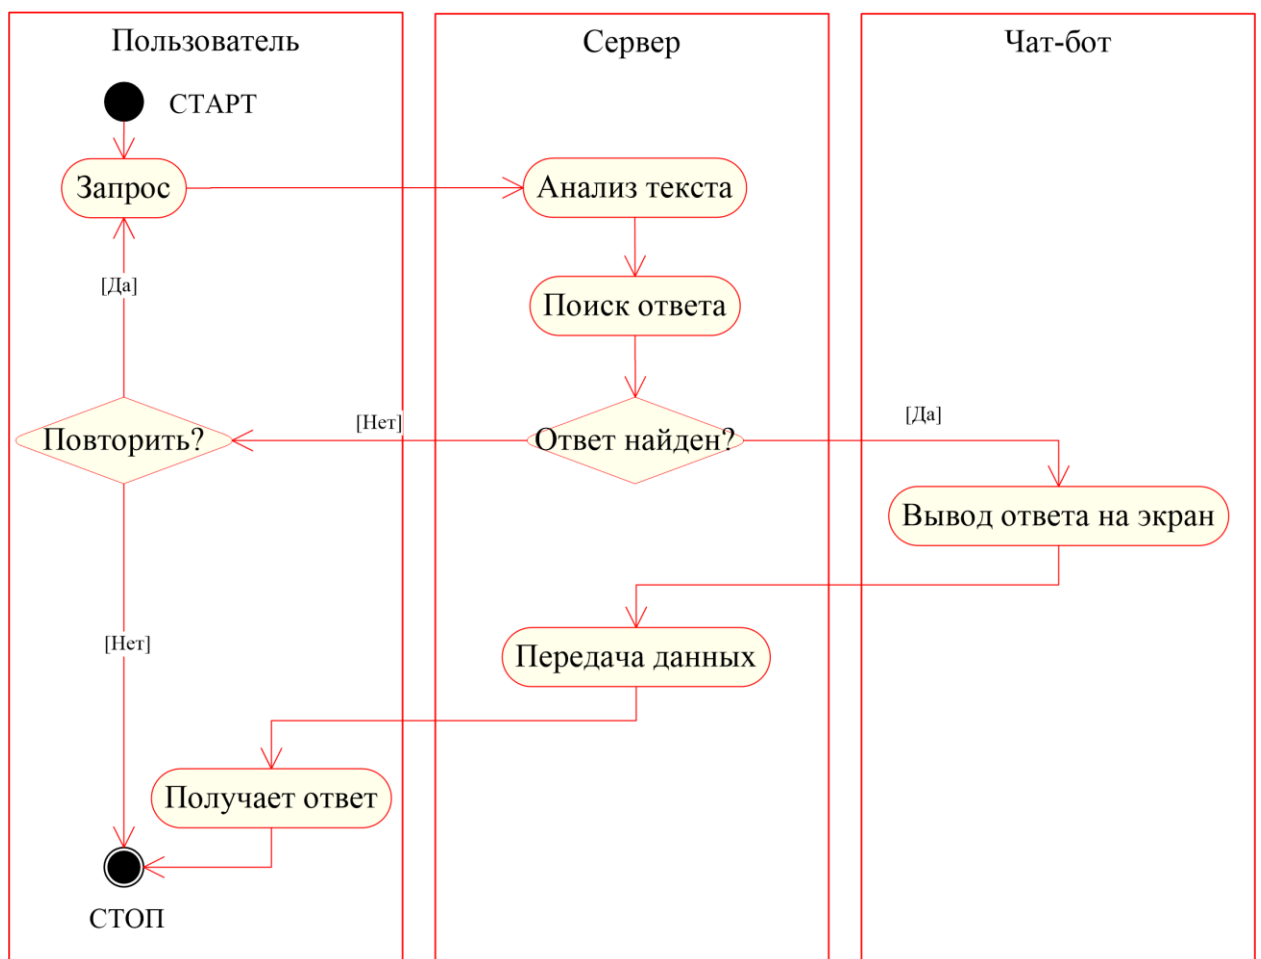 Пользователь
Сервер
Чат-бот
СТАРТ
Запрос
Анализ текста
[Да]
Поиск ответа
Повторить?
[Нет]
Ответ найден?
[Да]
Вывод ответа на экран
[Нет]
Передача данных
Получает ответ
СТОП